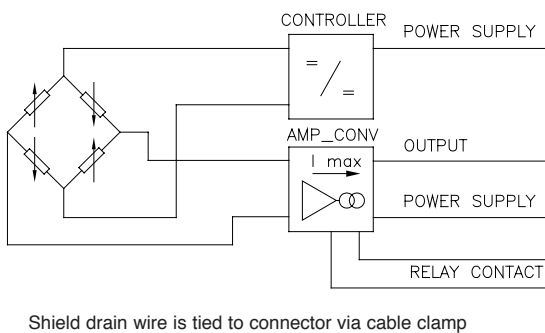 CONTROLLER
POWER SUPPLY
=
/
=
AMP_CONV
I max
OUTPUT
POWER SUPPLY
RELAY CONTACT
Shield drain wire is tied to connector via cable clamp